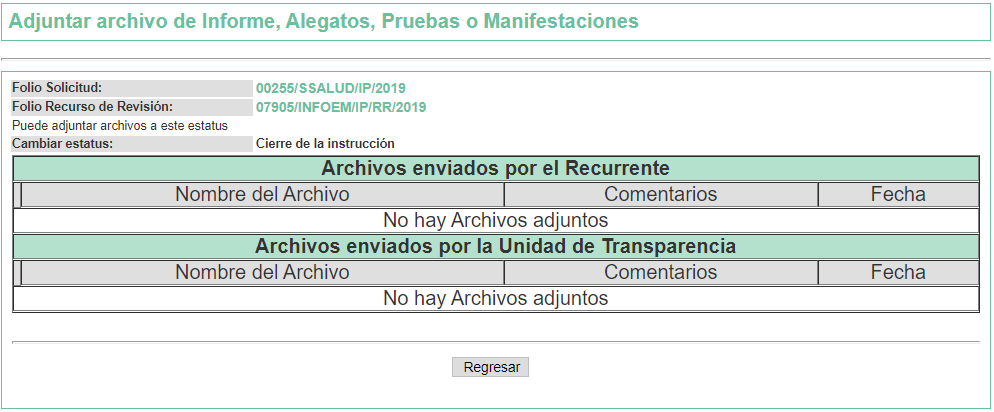 Adjuntar archivo de Informe, Alegatos, Pruebas o Manifestaciones
Folio Solicitud: 00255/SSALUD/IP/2019
Folio Recurso de Revisión: 07905/INFOEM/IP/RR/2019
Puede adjuntar archivos a este estatus
Cambiar estatus: Cierre de la instrucción
Archivos enviados por el Recurrente
Nombre del Archivo Comentarios Fecha
No hay Archivos adjuntos
Archivos enviados por la Unidad de Transparencia
Nombre del Archivo Comentarios Fecha
No hay Archivos adjuntos
Regresar